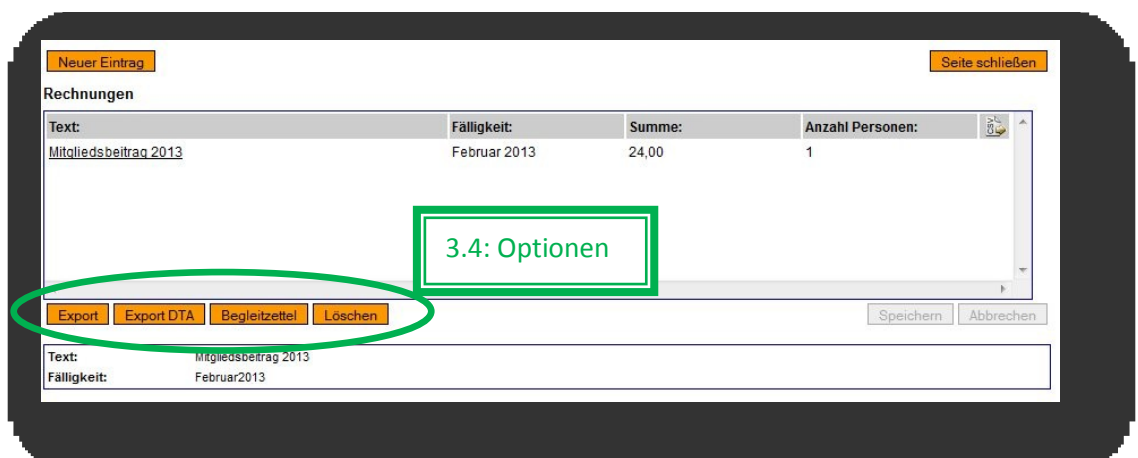 Neuer Eintrag Seite schließen
Rechnungen
Text: Fälligkeit: Summe: Anzahl Personen: CSV
Mitgliedsbeitrag 2013 Februar 2013 24,00 1
3.4: Optionen
Export Export DTA Begleitzettel Löschen Speichern Abbrechen
Text: Mitgliedsbeitrag 2013
Fälligkeit: Februar2013